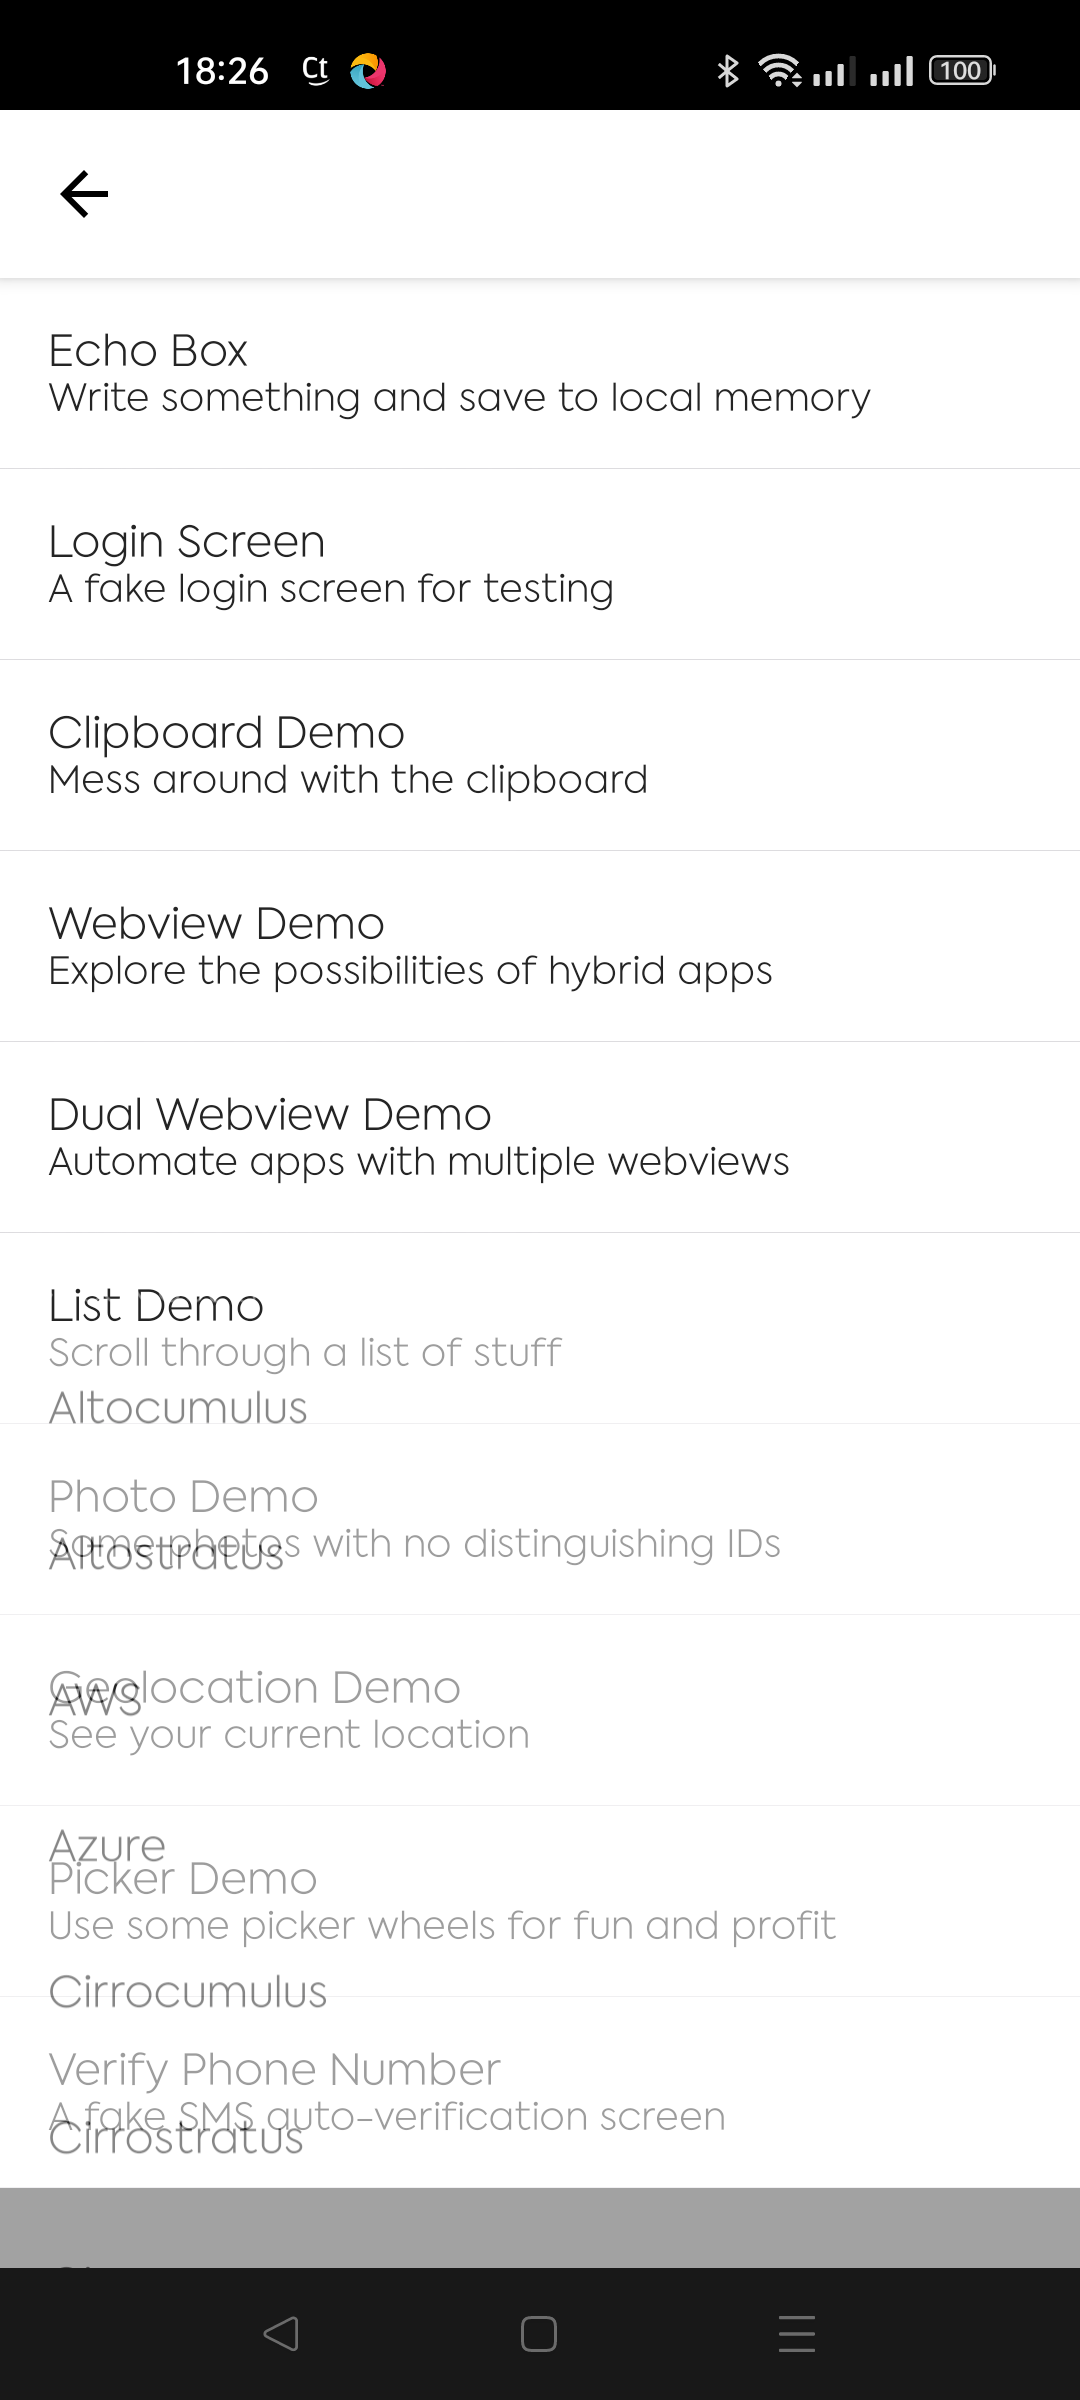 18:26 Ct 100
Echo Box
Write something and save to local memory
Login Screen
A fake login screen for testing
Clipboard Demo
Mess around with the clipboard
Webview Demo
Explore the possibilities of hybrid apps
Dual Webview Demo
Automate apps with multiple webviews
List Demo
Scroll through a list of stuff
Altocumulus
Photo Demo
Some photos with no distinguishing IDs
Altostratus
Geolocation Demo
AWS
See your current location
Azure
Picker Demo
Use some picker wheels for fun and profit
Cirrocumulus
Verify Phone Number
A fake SMS auto-verification screen
Cirrostratus